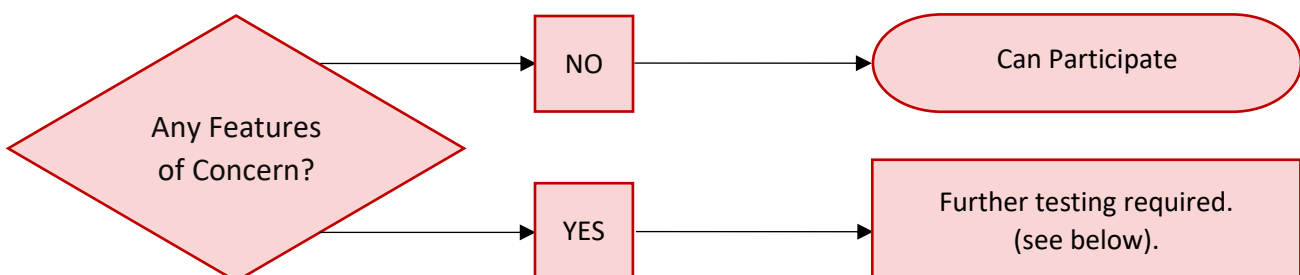 Any Features
of Concern?
NO
Can Participate
YES
Further testing required.
(see below).